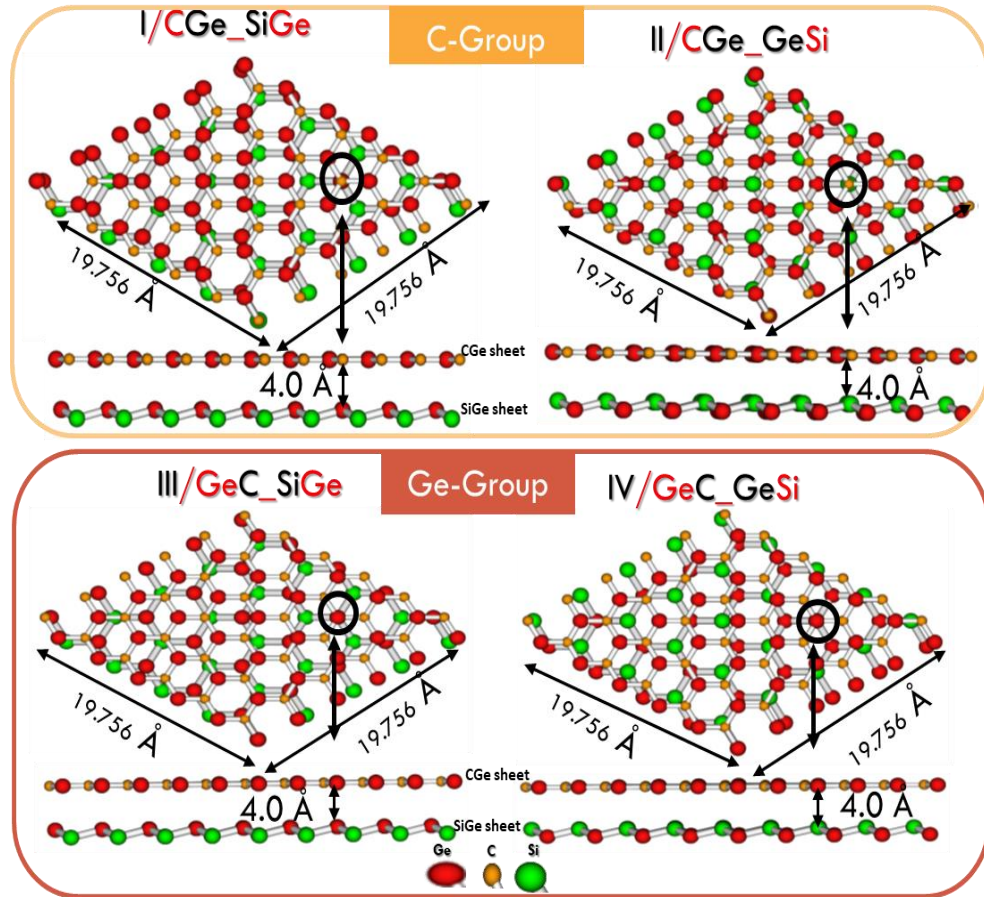 I/CGe_SiGe
C-Group
II/CGe_GeSi
19.756 Å
19.756 Å
19.756 Å
19.756 Å
CGe sheet
4.0 Å
4.0 Å
SiGe sheet
III/GeC_SiGe
Ge-Group
IV/GeC_GeSi
19.756 Å
19.756 Å
19.756 Å
19.756 Å
CGe sheet
4.0 Å
4.0 Å
SiGe sheet
Ge C Si